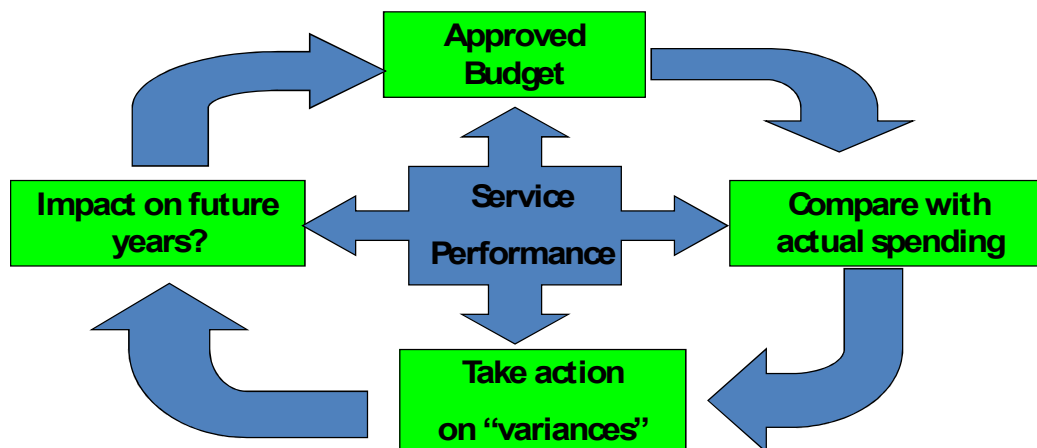 Approved
Budget
Impact on future
years?
Service
Performance
Compare with
actual spending
Take action
on “variances”